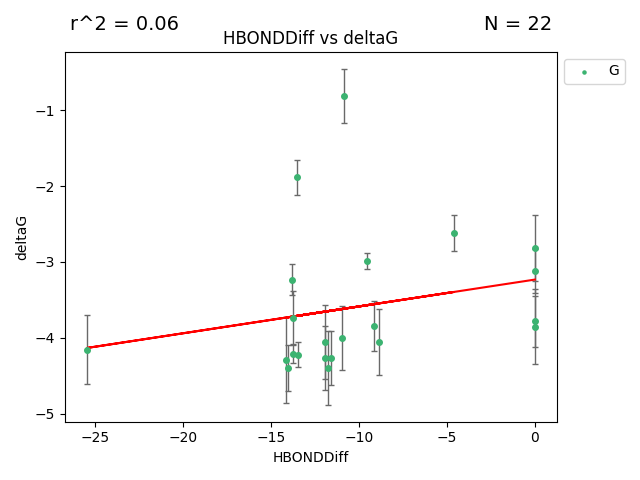 r^2 = 0.06
N = 22
HBONDDiff vs deltaG
G
−1
−2
−3
−4
−5
deltaG
−25
−20
−15
−10
−5
0
HBONDDiff